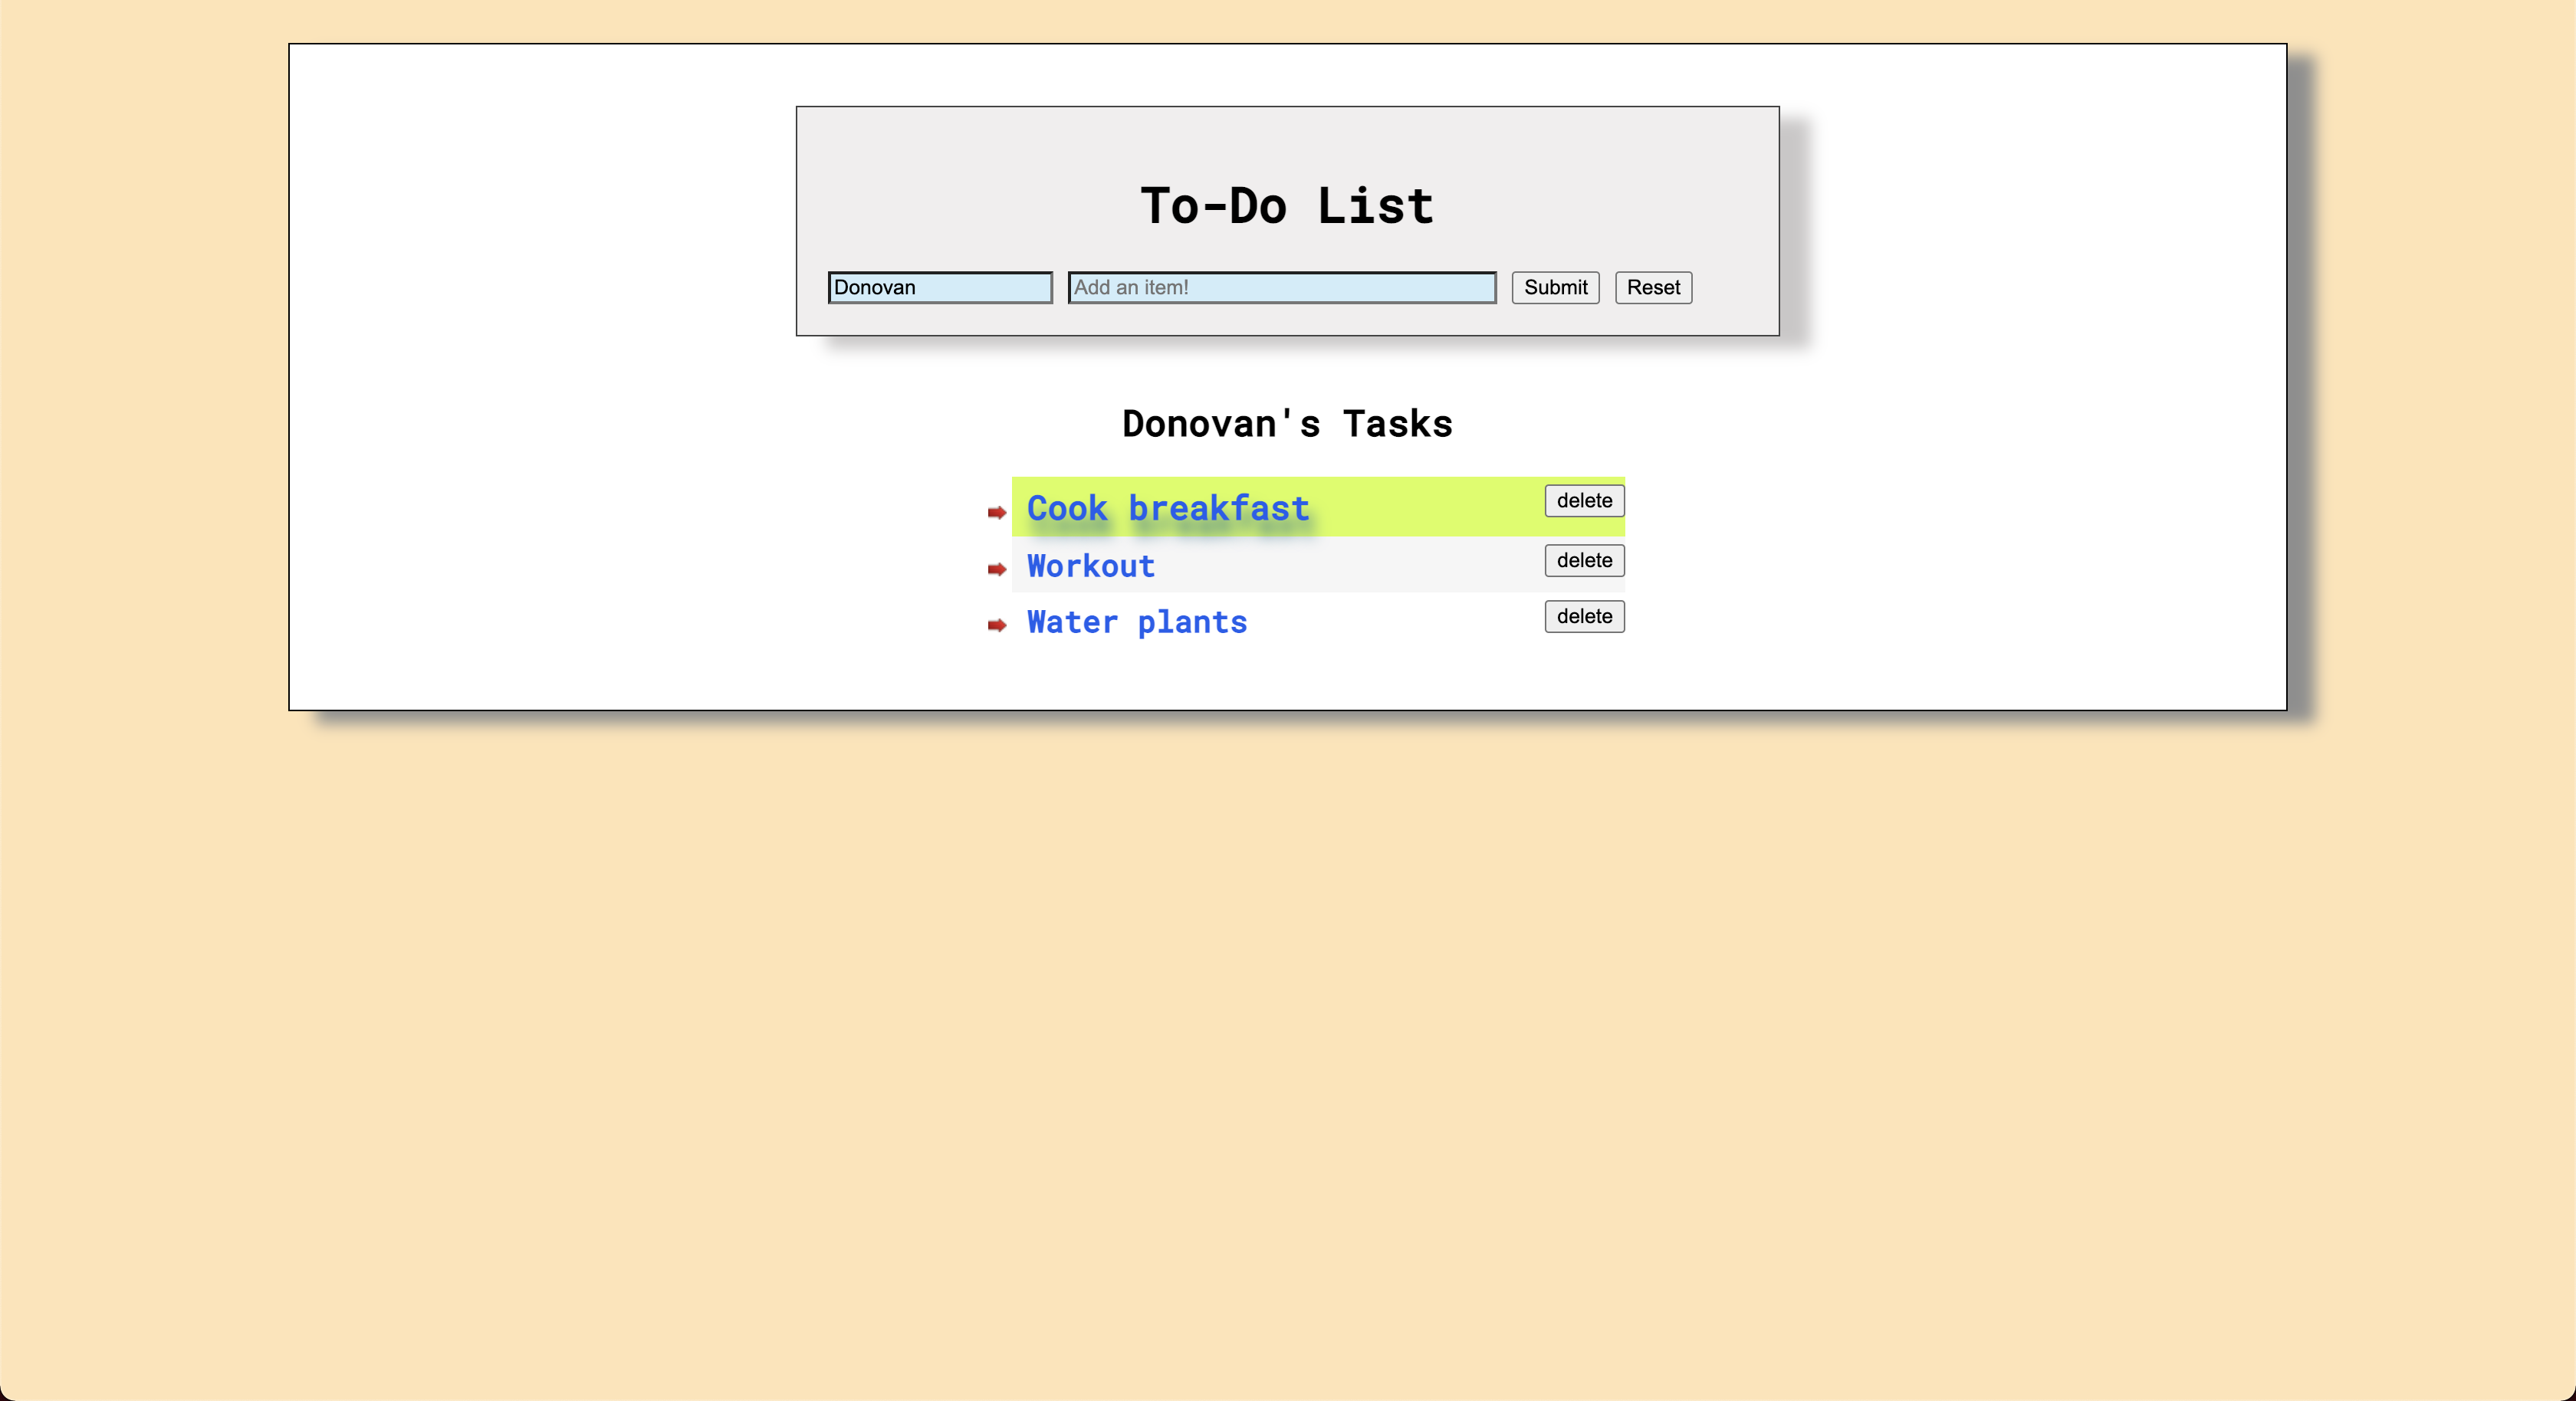 To-Do List
Donovan Add an item! Submit Reset
Donovan's Tasks
Cook breakfast delete
Workout delete
Water plants delete